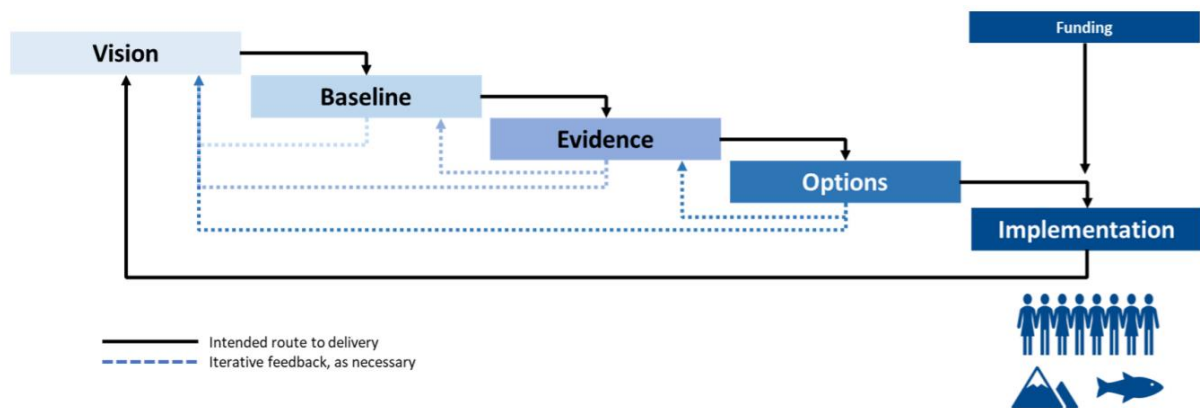 Vision
Funding
Baseline
Evidence
Options
Implementation
Intended route to delivery
Iterative feedback, as necessary